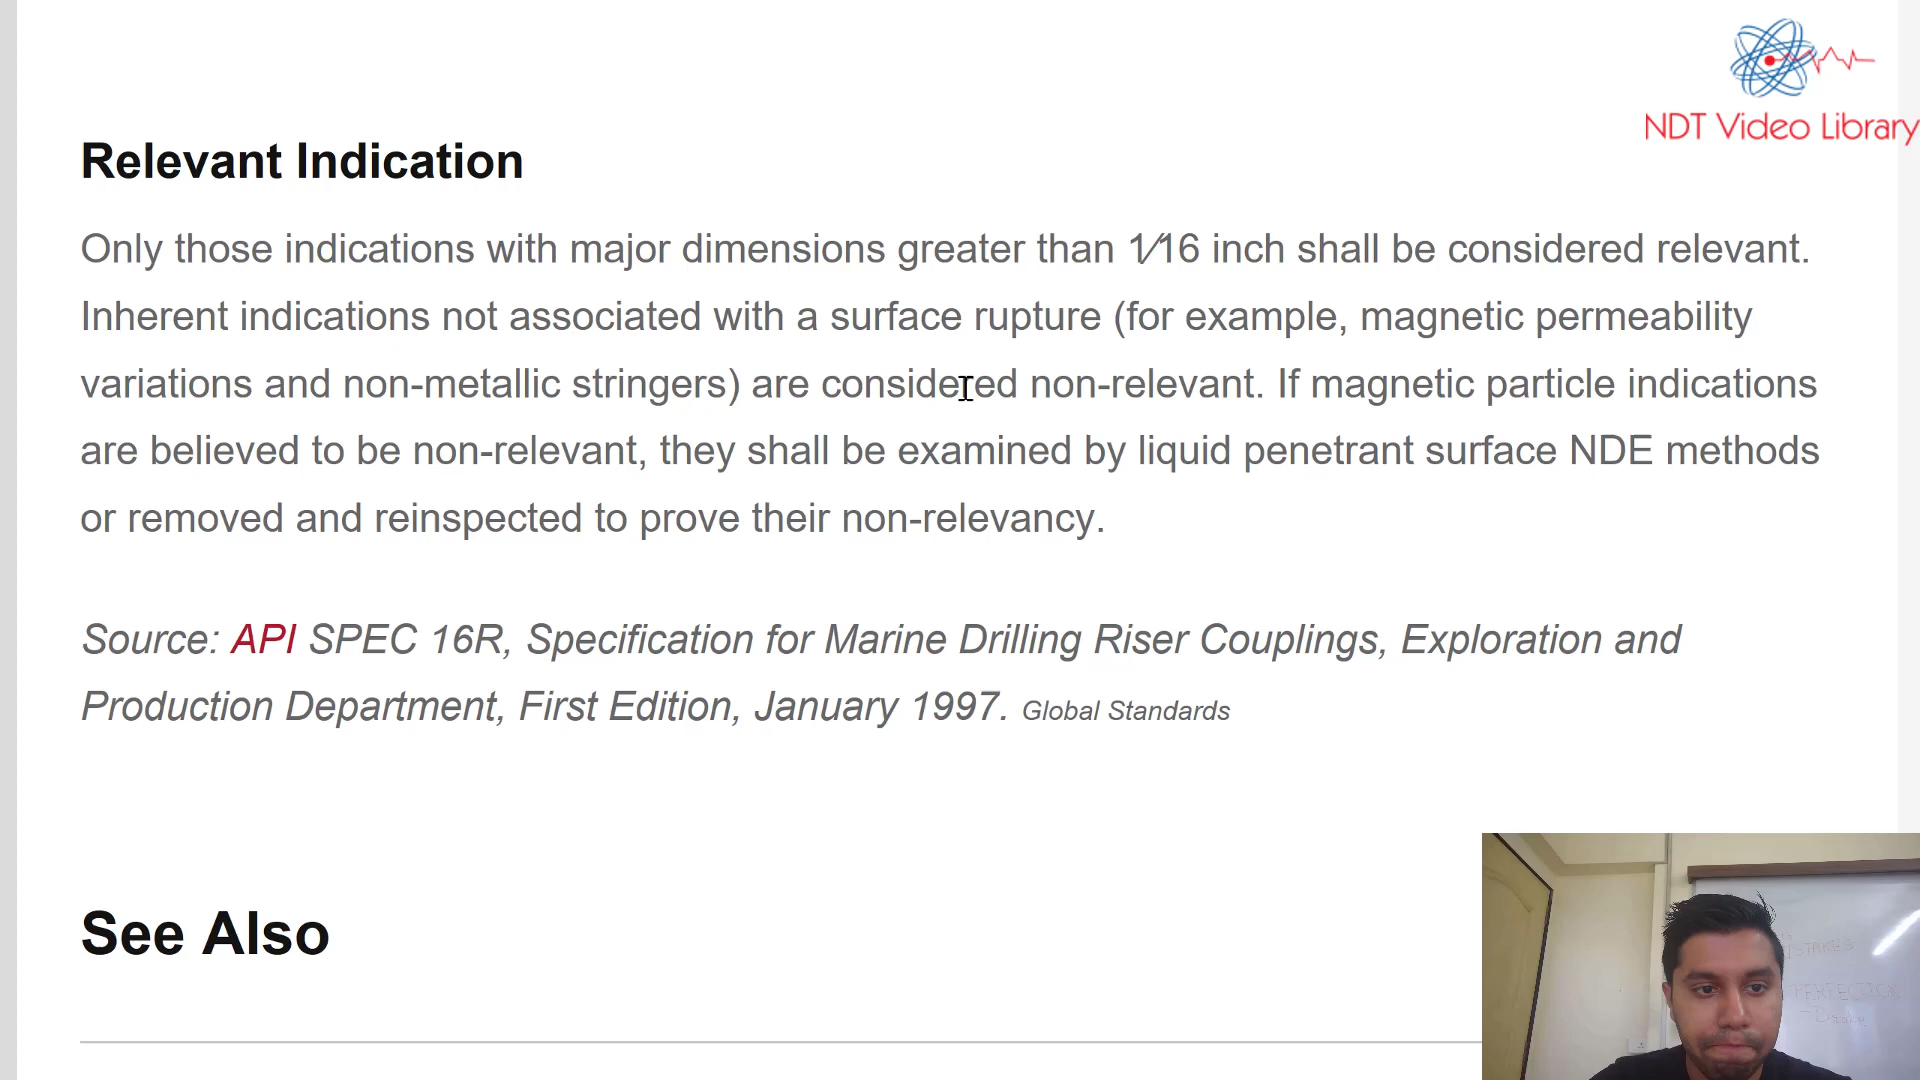 NDT Video Library
Relevant Indication
Only those indications with major dimensions greater than 1⁄16 inch shall be considered relevant.
Inherent indications not associated with a surface rupture (for example, magnetic permeability
variations and non-metallic stringers) are considered non-relevant. If magnetic particle indications
are believed to be non-relevant, they shall be examined by liquid penetrant surface NDE methods
or removed and reinspected to prove their non-relevancy.
Source: API SPEC 16R, Specification for Marine Drilling Riser Couplings, Exploration and
Production Department, First Edition, January 1997. Global Standards
See Also
PERFECTION